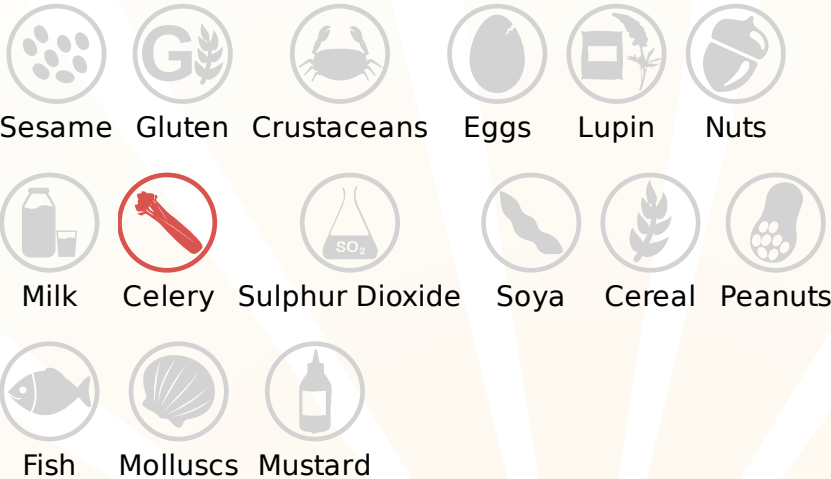 G
Sesame Gluten Crustaceans Eggs Lupin Nuts
SO₂
Milk Celery Sulphur Dioxide Soya Cereal Peanuts
Fish Molluscs Mustard